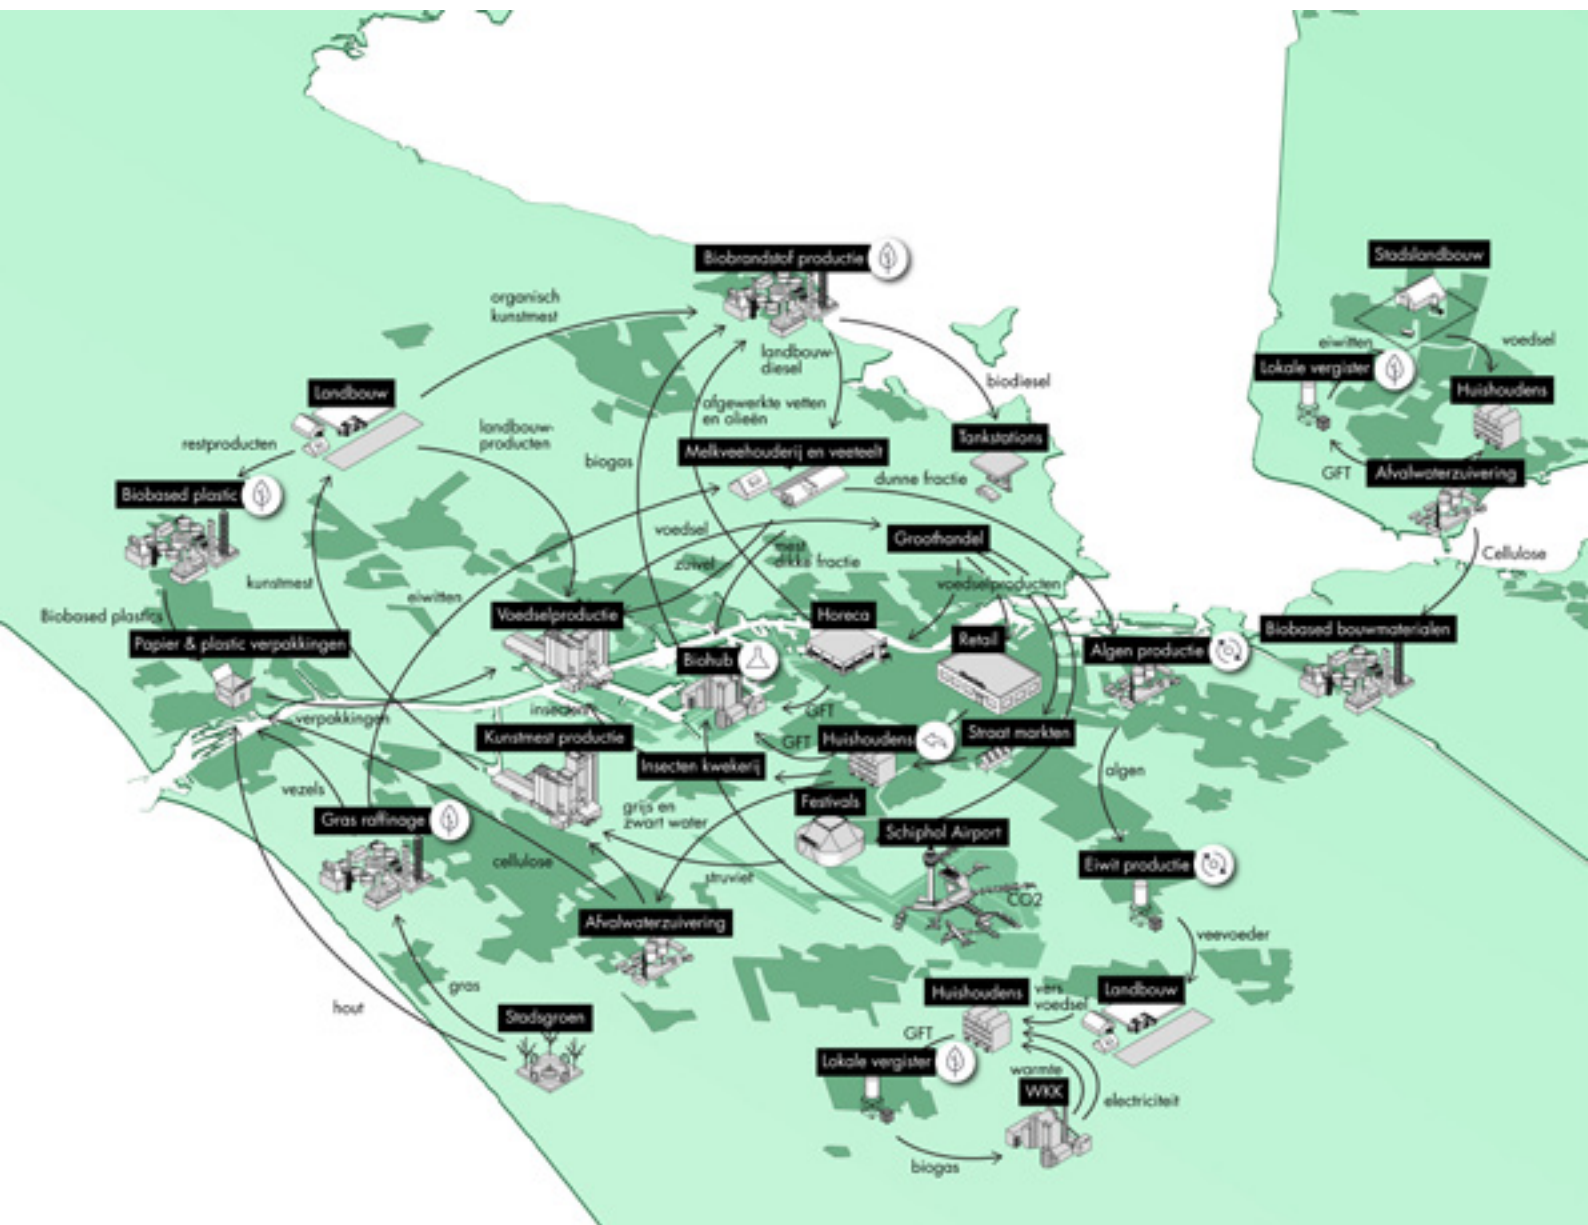 Biobrandstof productie
Stadslandbouw
organisch
kunstmest
eiwitten
voedsel
landbouw-
diesel
Lokale vergister
biodiesel
Huishoudens
Landbouw
afgewerkte vetten
en olieën
landbouw-
producten
Tankstations
restproducten
Melkveehouderij en veeteelt
biogas
GFT
Afvalwaterzuivering
dunne fractie
Biobased plastic
voedsel
Groothandel
mest
dikke fractie
Cellulose
zuivel
kunstmest
voedselproducten
eiwitten
Biobased plastics
Voedselproductie
Horeca
Biobased bouwmaterialen
Papier & plastic verpakkingen
Retail
Algen productie
Biohub
insecten
GFT
verpakkingen
Kunstmest productie
GFT
Huishoudens
Straat markten
Insecten kwekerij
algen
vezels
Festivals
grijs en
zwart water
Gras raffinage
Schiphol Airport
cellulose
Eiwit productie
struviet
CO2
Afvalwaterzuivering
veevoeder
gras
Huishoudens
vers
voedsel
Landbouw
hout
Stadsgroen
GFT
Lokale vergister
warmte
WKK
electriciteit
biogas